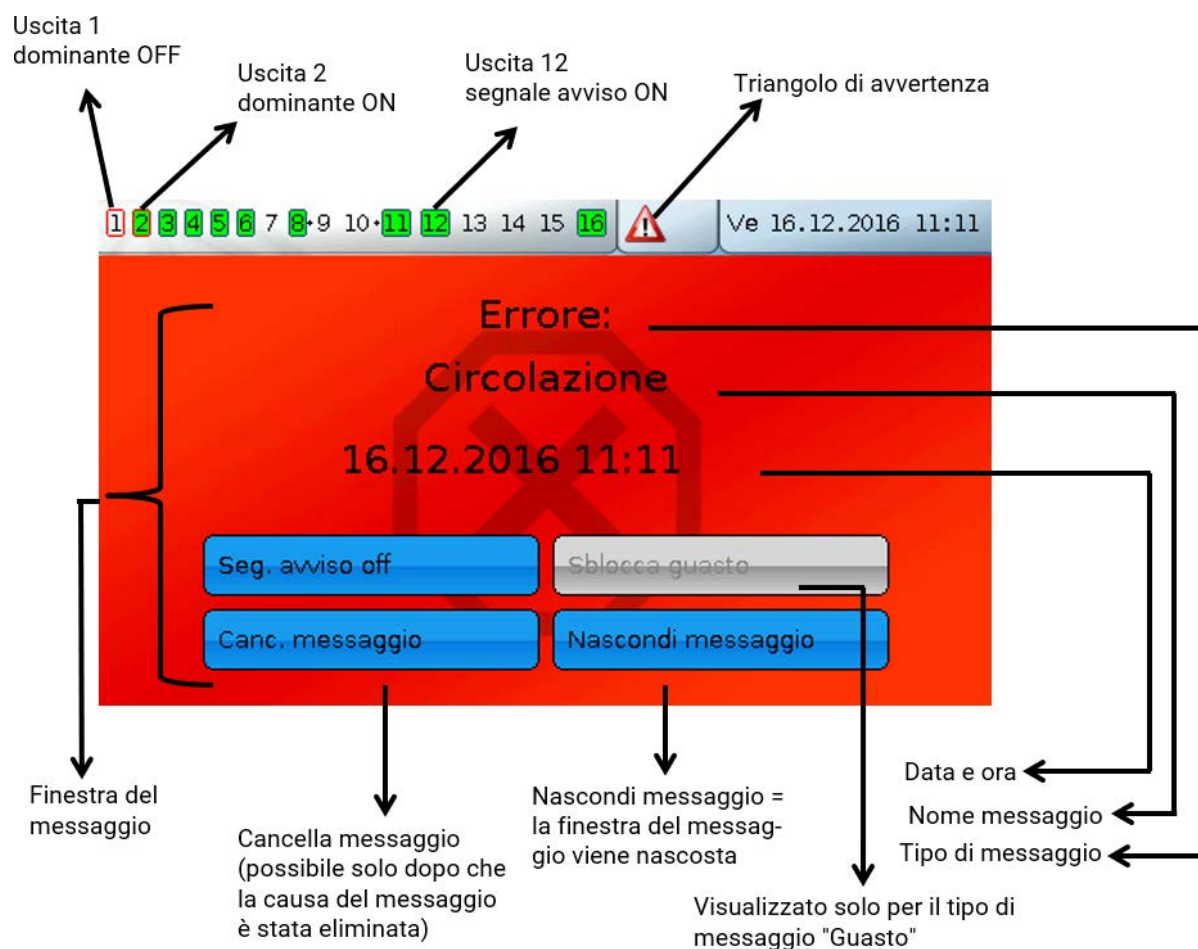 Uscita 1
dominante OFF
Uscita 2
dominante ON
Uscita 12
segnale avviso ON
Triangolo di avvertenza
1 2 3 4 5 6 7 8·9 10·11 12 13 14 15 16
Ve 16.12.2016 11:11
Errore:
Circolazione
16.12.2016 11:11
Seg. avviso off
Sblocca guasto
Canc. messaggio
Nascondi messaggio
Finestra del
messaggio
Cancella messaggio
(possibile solo dopo che
la causa del messaggio
è stata eliminata)
Nascondi messaggio =
la finestra del messag-
gio viene nascosta
Data e ora
Nome messaggio
Tipo di messaggio
Visualizzato solo per il tipo di
messaggio "Guasto"